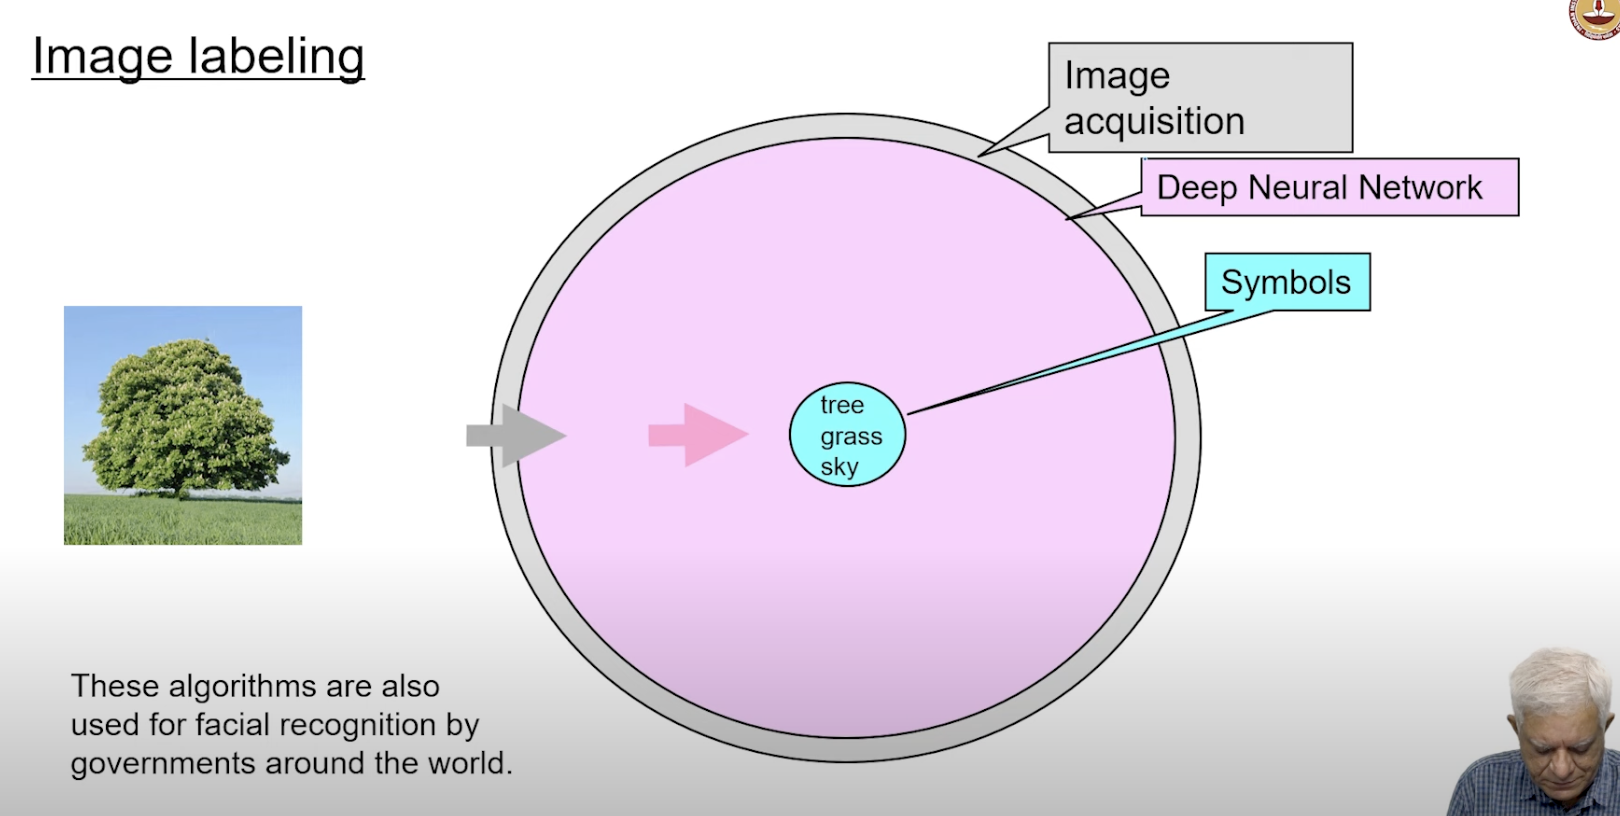 Image labeling
Image
acquisition
Deep Neural Network
Symbols
tree
grass
sky
These algorithms are also
used for facial recognition by
governments around the world.